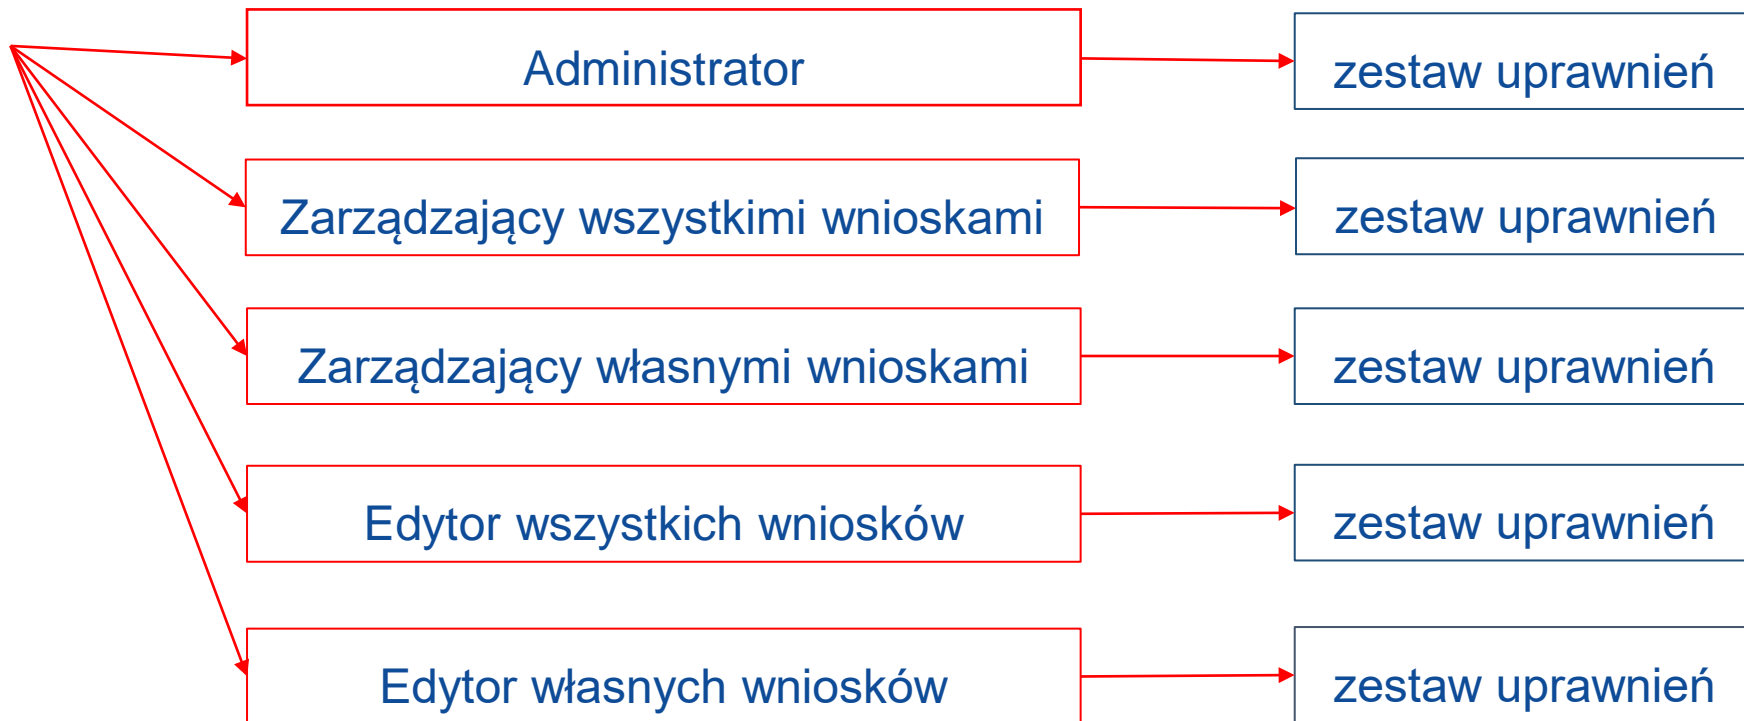 Administrator
zestaw uprawnień
Zarządzający wszystkimi wnioskami
zestaw uprawnień
Zarządzający własnymi wnioskami
zestaw uprawnień
Edytor wszystkich wniosków
zestaw uprawnień
Edytor własnych wniosków
zestaw uprawnień